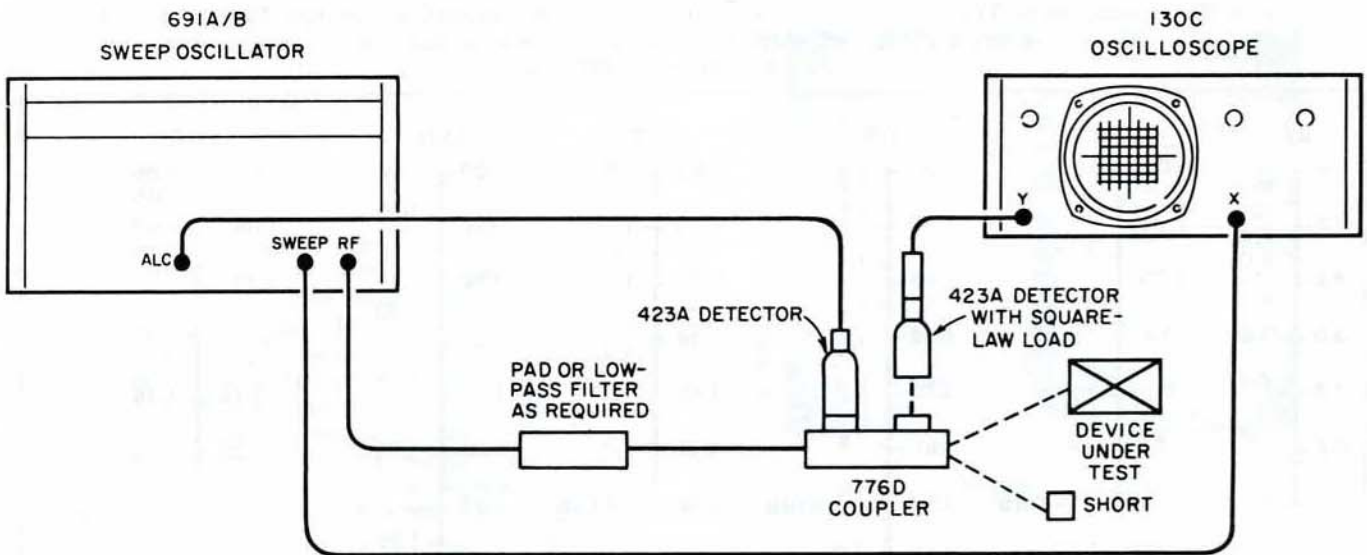 691A/B
SWEEP OSCILLATOR
130C
OSCILLOSCOPE
Y
X
ALC
SWEEP RF
423A DETECTOR
423A DETECTOR
WITH SQUARE-
LAW LOAD
PAD OR LOW-
PASS FILTER
AS REQUIRED
DEVICE
UNDER
TEST
776D
COUPLER
SHORT